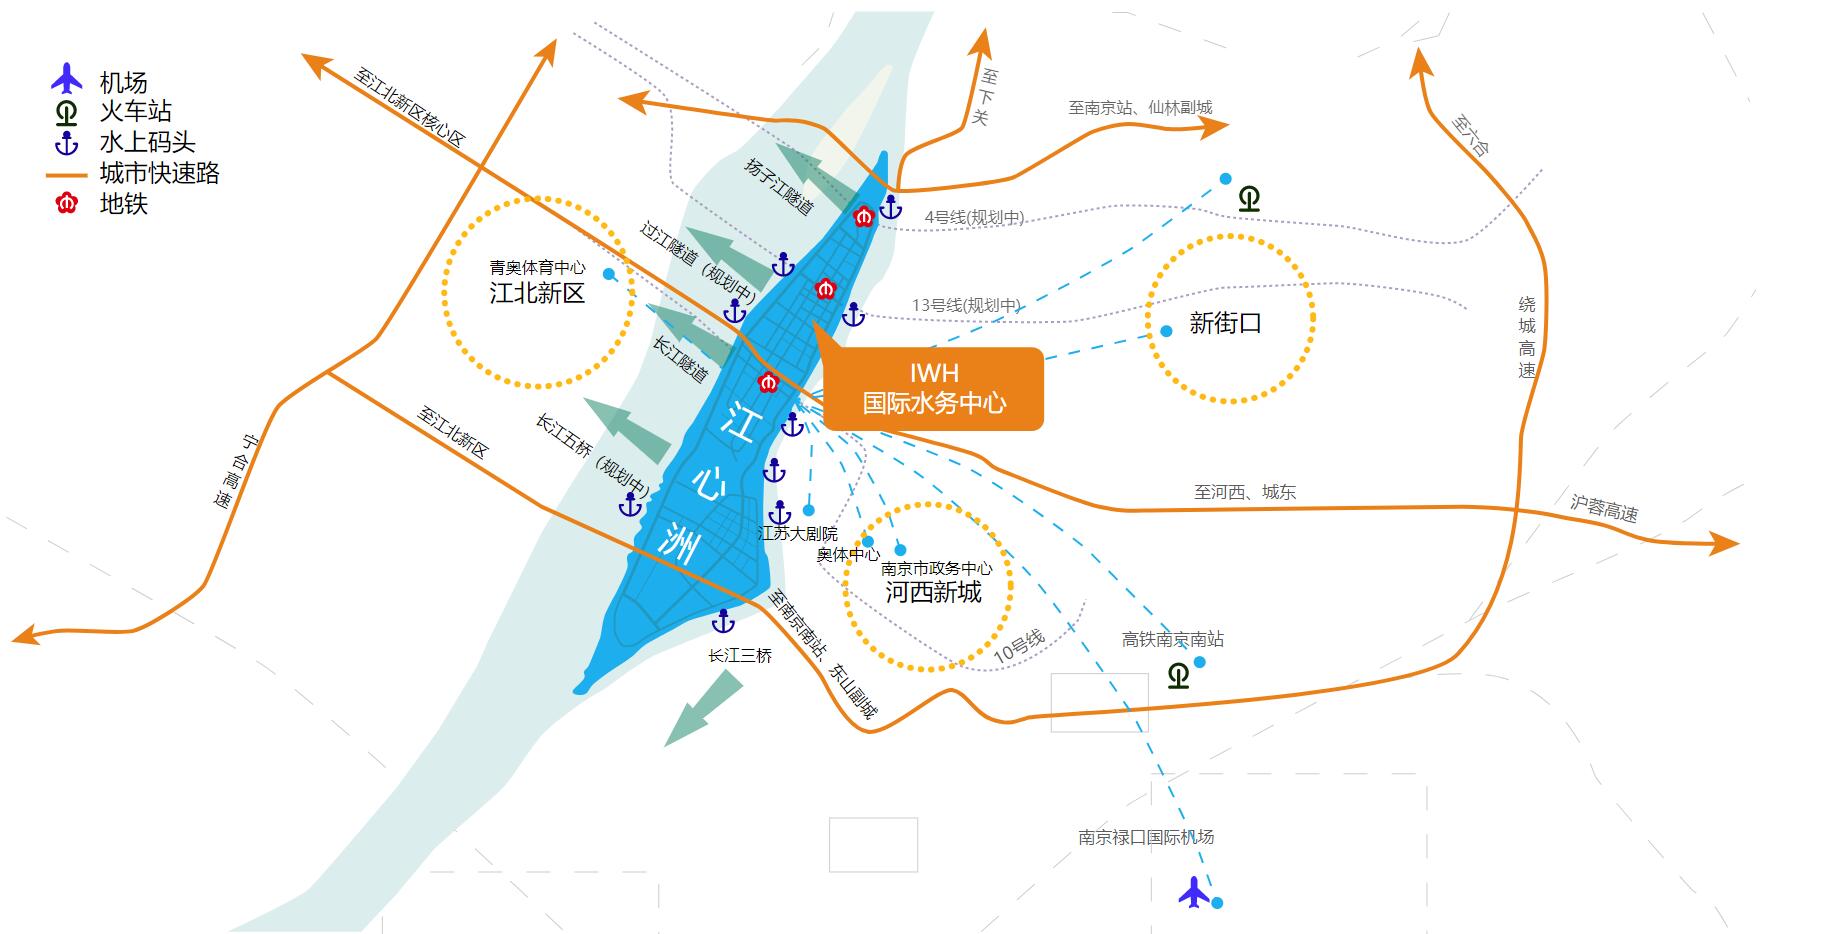 机场
火车站
水上码头
城市快速路
地铁
至江北新区核心区
至下关
至南京站、仙林副城
至六合
扬子江隧道
4号线(规划中)
过江隧道（规划中）
青奥体育中心
江北新区
13号线(规划中)
新街口
绕城高速
长江隧道
IWH
国际水务中心
长江五桥（规划中）
至江北新区
宁合高速
江心洲
至河西、城东
沪蓉高速
江苏大剧院
奥体中心
南京市政务中心
河西新城
至南京南站、东山副城
10号线
高铁南京南站
长江三桥
南京禄口国际机场